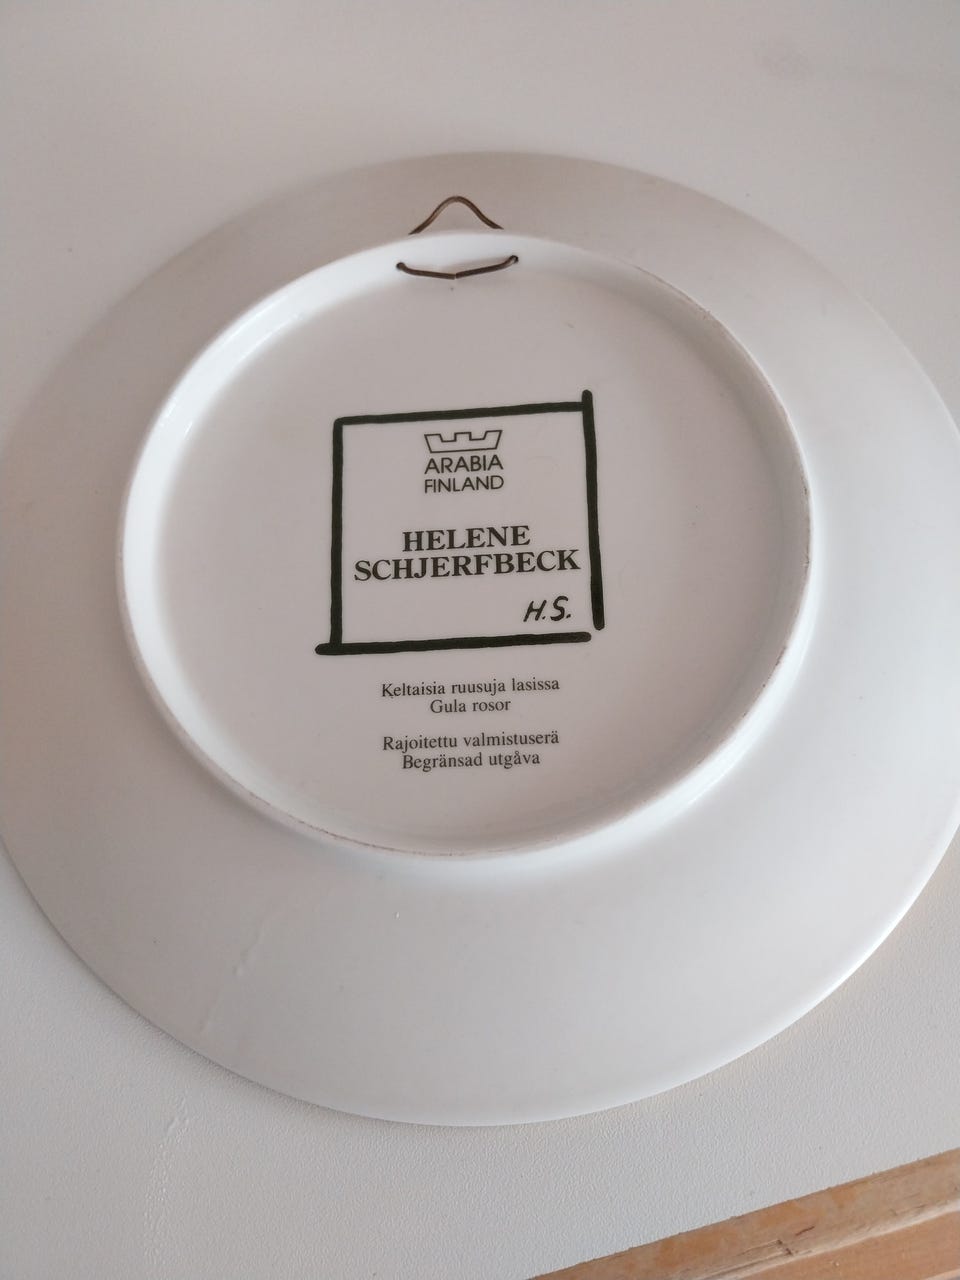 ARABIA
FINLAND
HELENE
SCHJERFBECK
H.S.
Keltaisia ruusuja lasissa
Gula rosor
Rajoitettu valmistuserä
Begränsad utgåva